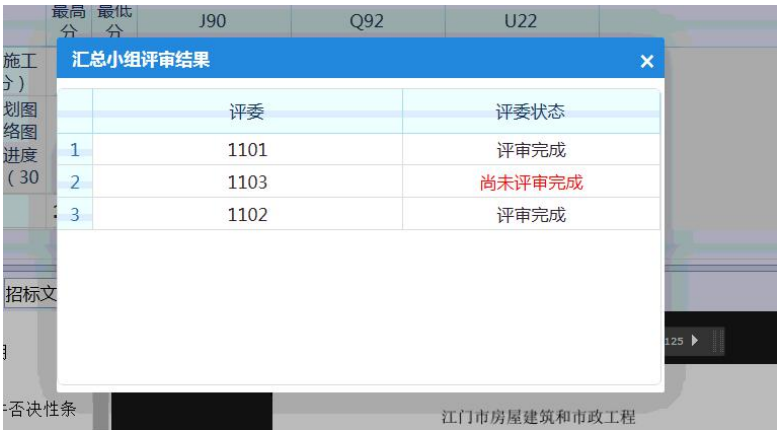 最高 最低 J90 Q92 U22
分 分
施工
分）
汇总小组评审结果 ×
划图
络图
进度
（30
评委 评委状态
1 1101 评审完成
2 1103 尚未评审完成
3 1102 评审完成
招标文
125
否决性条
江门市房屋建筑和市政工程